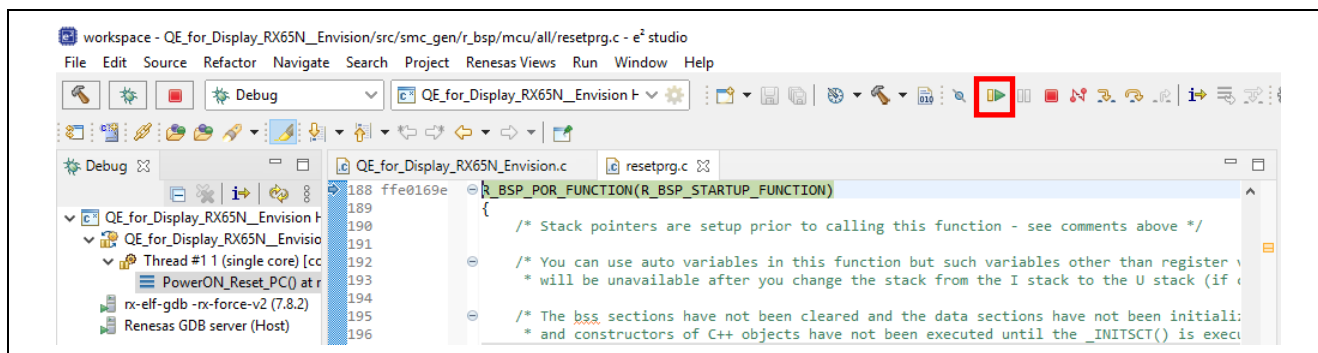 workspace - QE_for_Display_RX65N__Envision/src/smc_gen/r_bsp/mcu/all/resetprg.c - e² studio
File Edit Source Refactor Navigate Search Project Renesas Views Run Window Help
Debug QE_for_Display_RX65N__Envision H
010
Debug QE_for_Display_RX65N_Envision.c resetprg.c
188 ffe0169e R_BSP_POR_FUNCTION(R_BSP_STARTUP_FUNCTION)
QE_for_Display_RX65N__Envision H 189 {
QE_for_Display_RX65N__Envisio 190 /* Stack pointers are setup prior to calling this function - see comments above */
191
Thread #1 1 (single core) [co 192 /* You can use auto variables in this function but such variables other than register
PowerON_Reset_PC() at r 193 * will be unavailable after you change the stack from the I stack to the U stack (if
rx-elf-gdb -rx-force-v2 (7.8.2) 194
Renesas GDB server (Host) 195 /* The bss sections have not been cleared and the data sections have not been initiali
196 * and constructors of C++ objects have not been executed until the _INITSCT() is execu